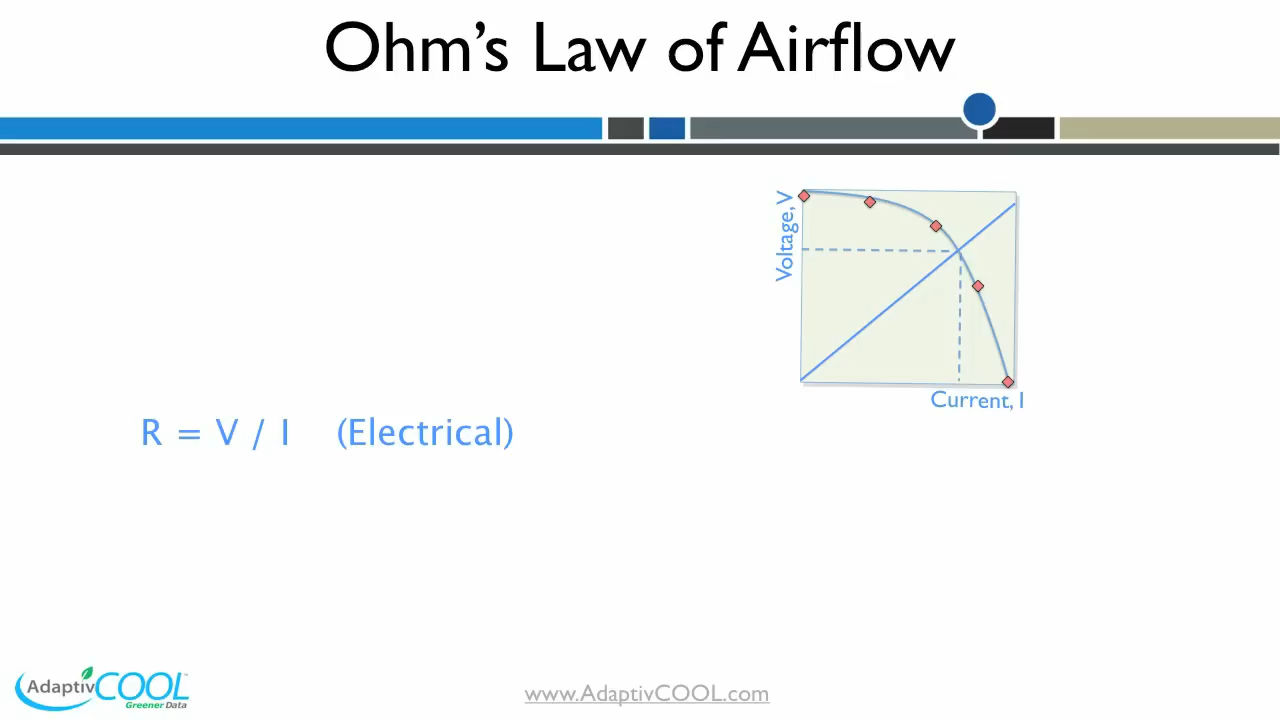 Ohm's Law of Airflow
Voltage, V
Current, I
R = V / I (Electrical)
AdaptivCOOL
Greener Data
www.AdaptivCOOL.com